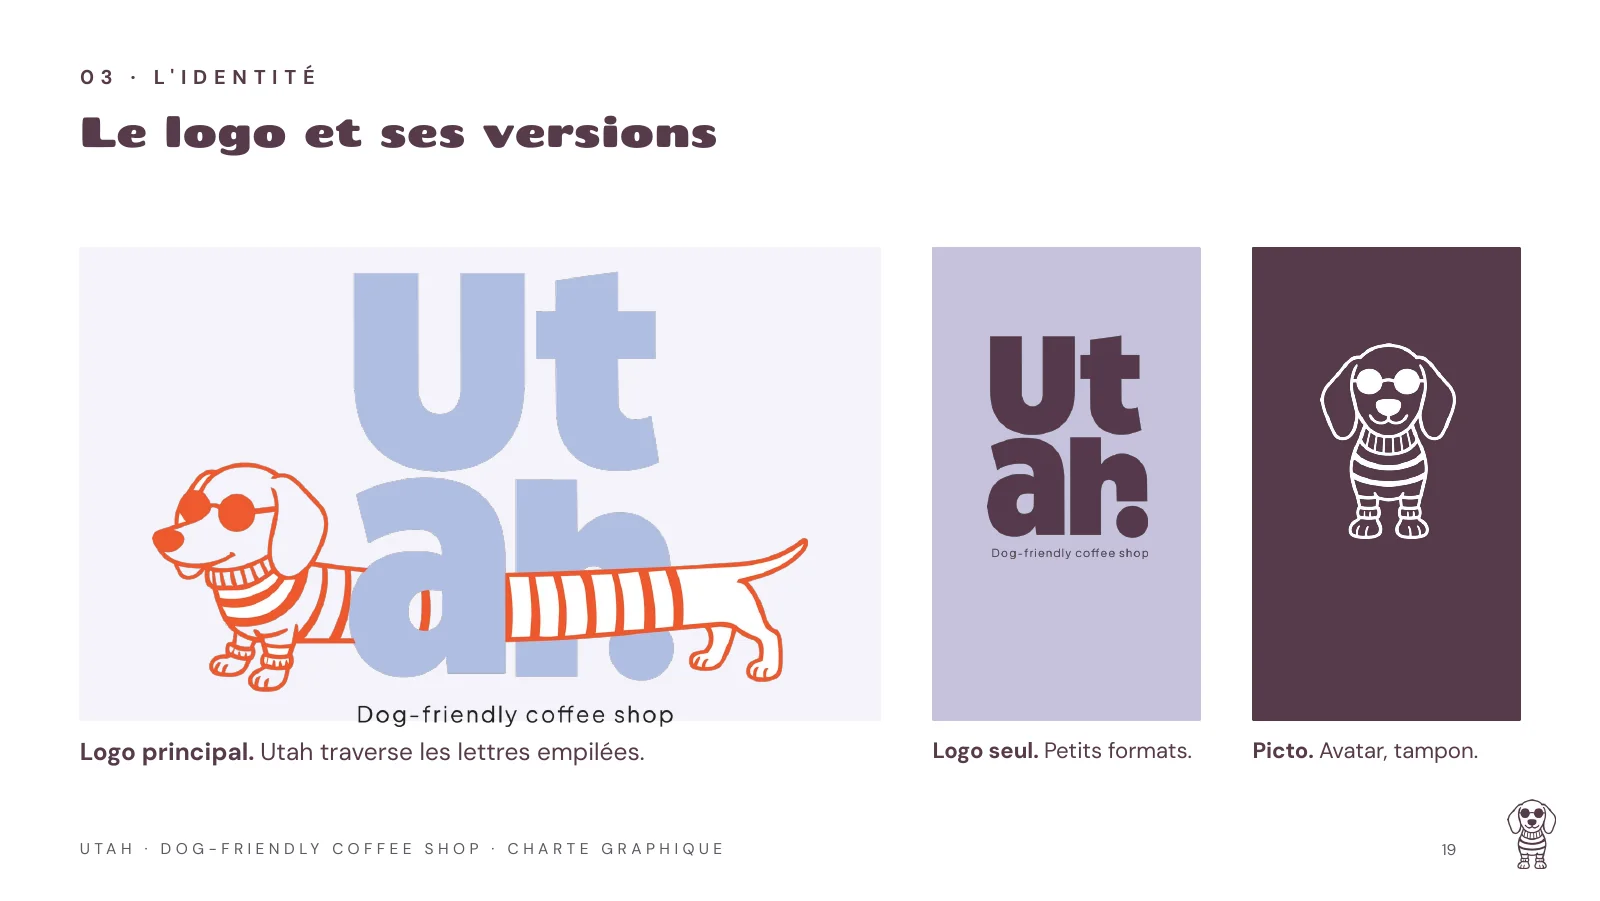 03 · L'IDENTITÉ
Le logo et ses versions
Ut
ah.
Dog-friendly coffee shop
Logo principal. Utah traverse les lettres empilées.
Ut
ah.
Dog-friendly coffee shop
Logo seul. Petits formats.
Picto. Avatar, tampon.
UTAH · DOG-FRIENDLY COFFEE SHOP · CHARTE GRAPHIQUE
19